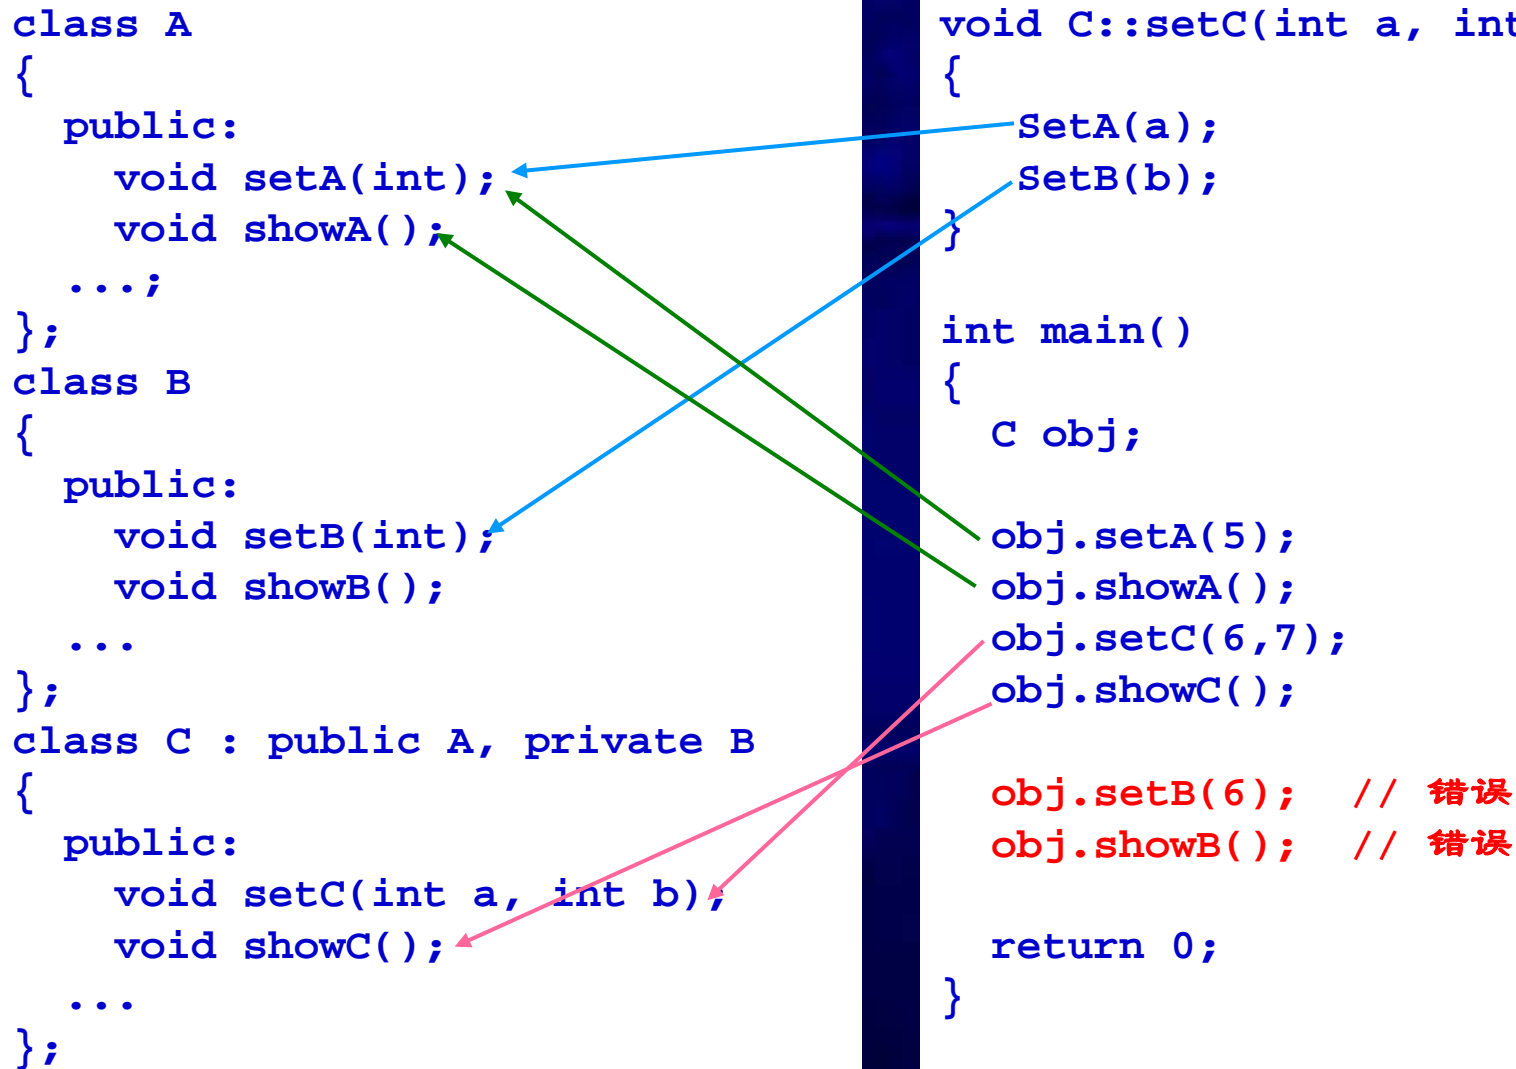 class A
{
public:
void setA(int);
void showA();
...;
};
class B
{
public:
void setB(int);
void showB();
...
};
class C : public A, private B
{
public:
void setC(int a, int b);
void showC();
...
};
void C::setC(int a, int
{
SetA(a);
SetB(b);
}
int main()
{
C obj;
obj.setA(5);
obj.showA();
obj.setC(6,7);
obj.showC();
obj.setB(6); // 错误
obj.showB(); // 错误
return 0;
}